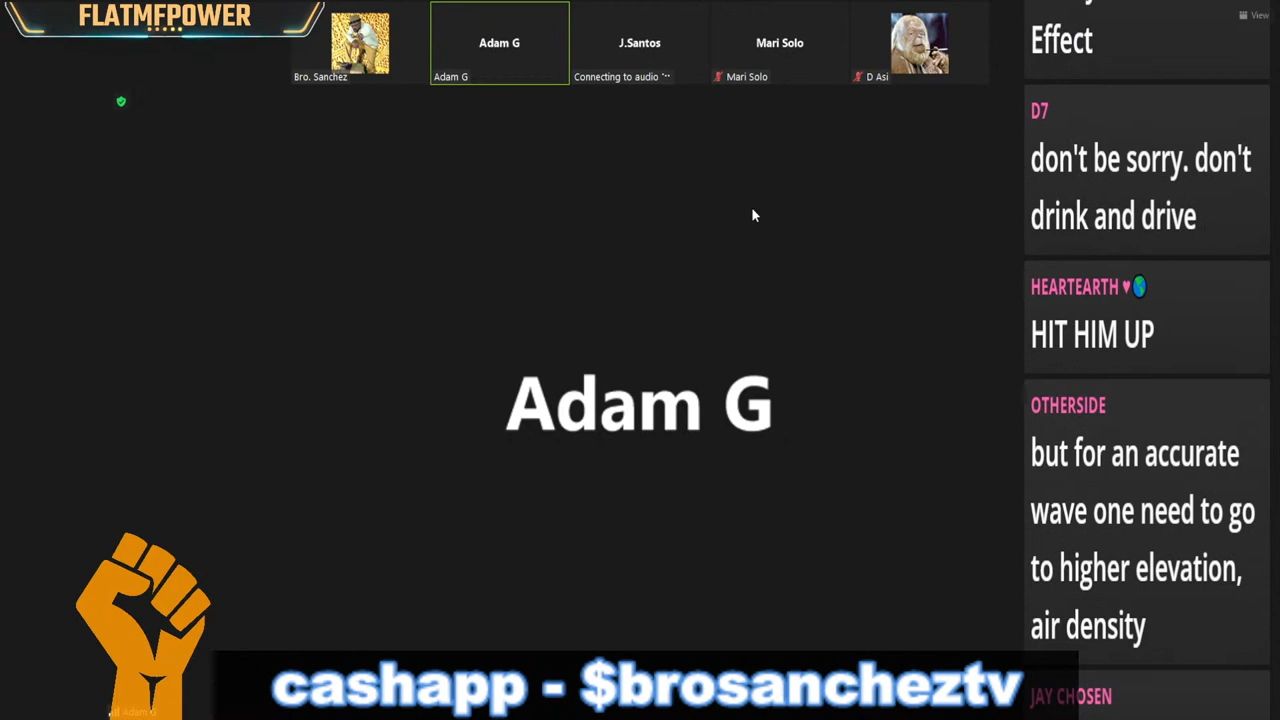 FLATMFPOWER
Bro. Sanchez
Adam G
Adam G
J.Santos
Connecting to audio ···
Mari Solo
Mari Solo
D Asi
View
Effect
D7
don't be sorry. don't
drink and drive
HEARTEARTH ♥🌎
HIT HIM UP
OTHERSIDE
but for an accurate
wave one need to go
to higher elevation,
air density
JAY CHOSEN
Adam G
cashapp - $brosancheztv
Adam G